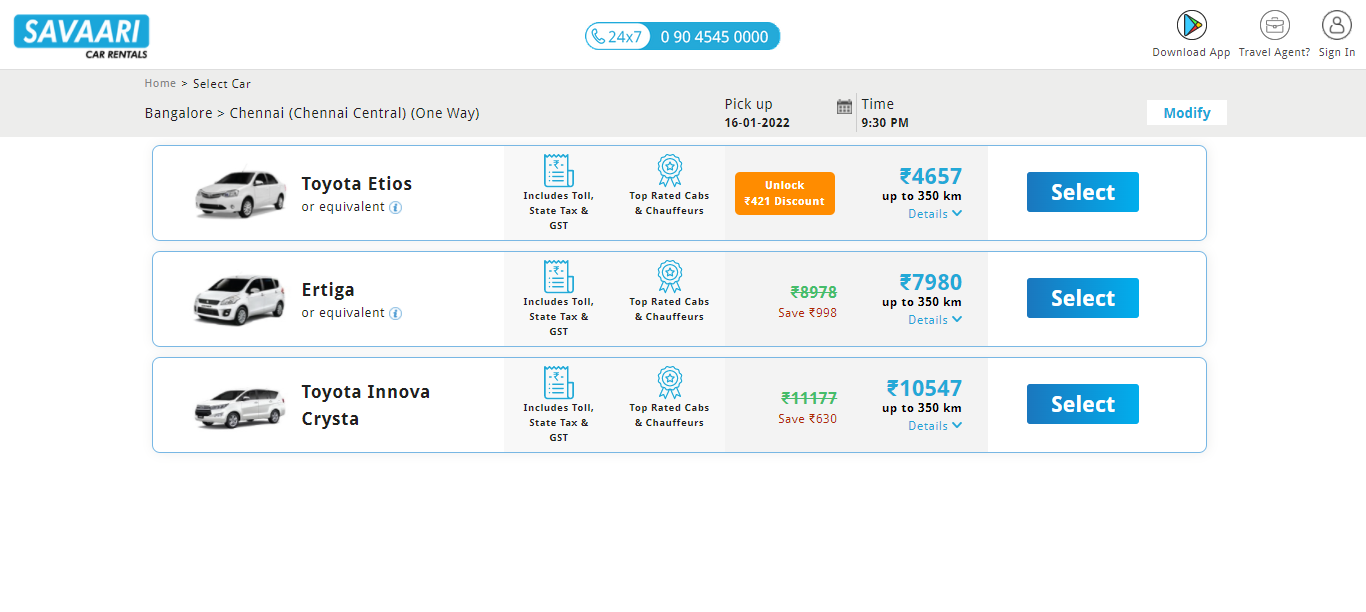 SAVAARI
CAR RENTALS
24x7 0 90 4545 0000
Download App
Travel Agent?
Sign In
Home > Select Car
Bangalore > Chennai (Chennai Central) (One Way)
Pick up
16-01-2022
Time
9:30 PM
Modify
Toyota Etios
or equivalent i
Includes Toll,
State Tax &
GST
Top Rated Cabs
& Chauffeurs
Unlock
₹421 Discount
₹4657
up to 350 km
Details
Select
Ertiga
or equivalent i
Includes Toll,
State Tax &
GST
Top Rated Cabs
& Chauffeurs
₹8978
Save ₹998
₹7980
up to 350 km
Details
Select
Toyota Innova
Crysta
Includes Toll,
State Tax &
GST
Top Rated Cabs
& Chauffeurs
₹11177
Save ₹630
₹10547
up to 350 km
Details
Select